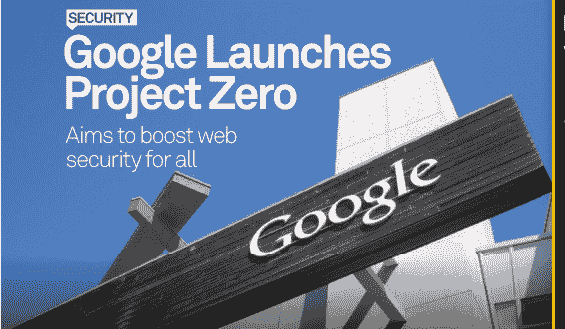 SECURITY
Google Launches
Project Zero
Aims to boost web
security for all
Google